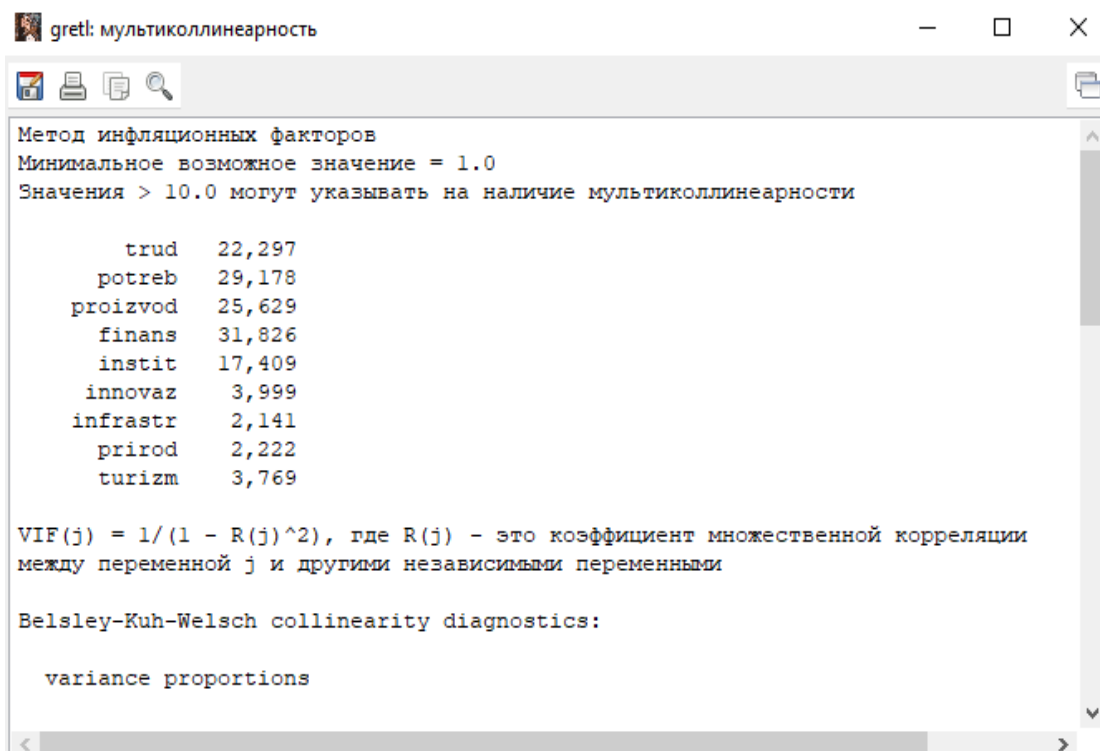 gretl: мультиколлинеарность
Метод инфляционных факторов
Минимальное возможное значение = 1.0
Значения > 10.0 могут указывать на наличие мультиколлинеарности
trud 22,297
potreb 29,178
proizvod 25,629
finans 31,826
instit 17,409
innovaz 3,999
infrastr 2,141
prirod 2,222
turizm 3,769
VIF(j) = 1/(1 - R(j)^2), где R(j) - это коэффициент множественной корреляции
между переменной j и другими независимыми переменными
Belsley-Kuh-Welsch collinearity diagnostics:
variance proportions